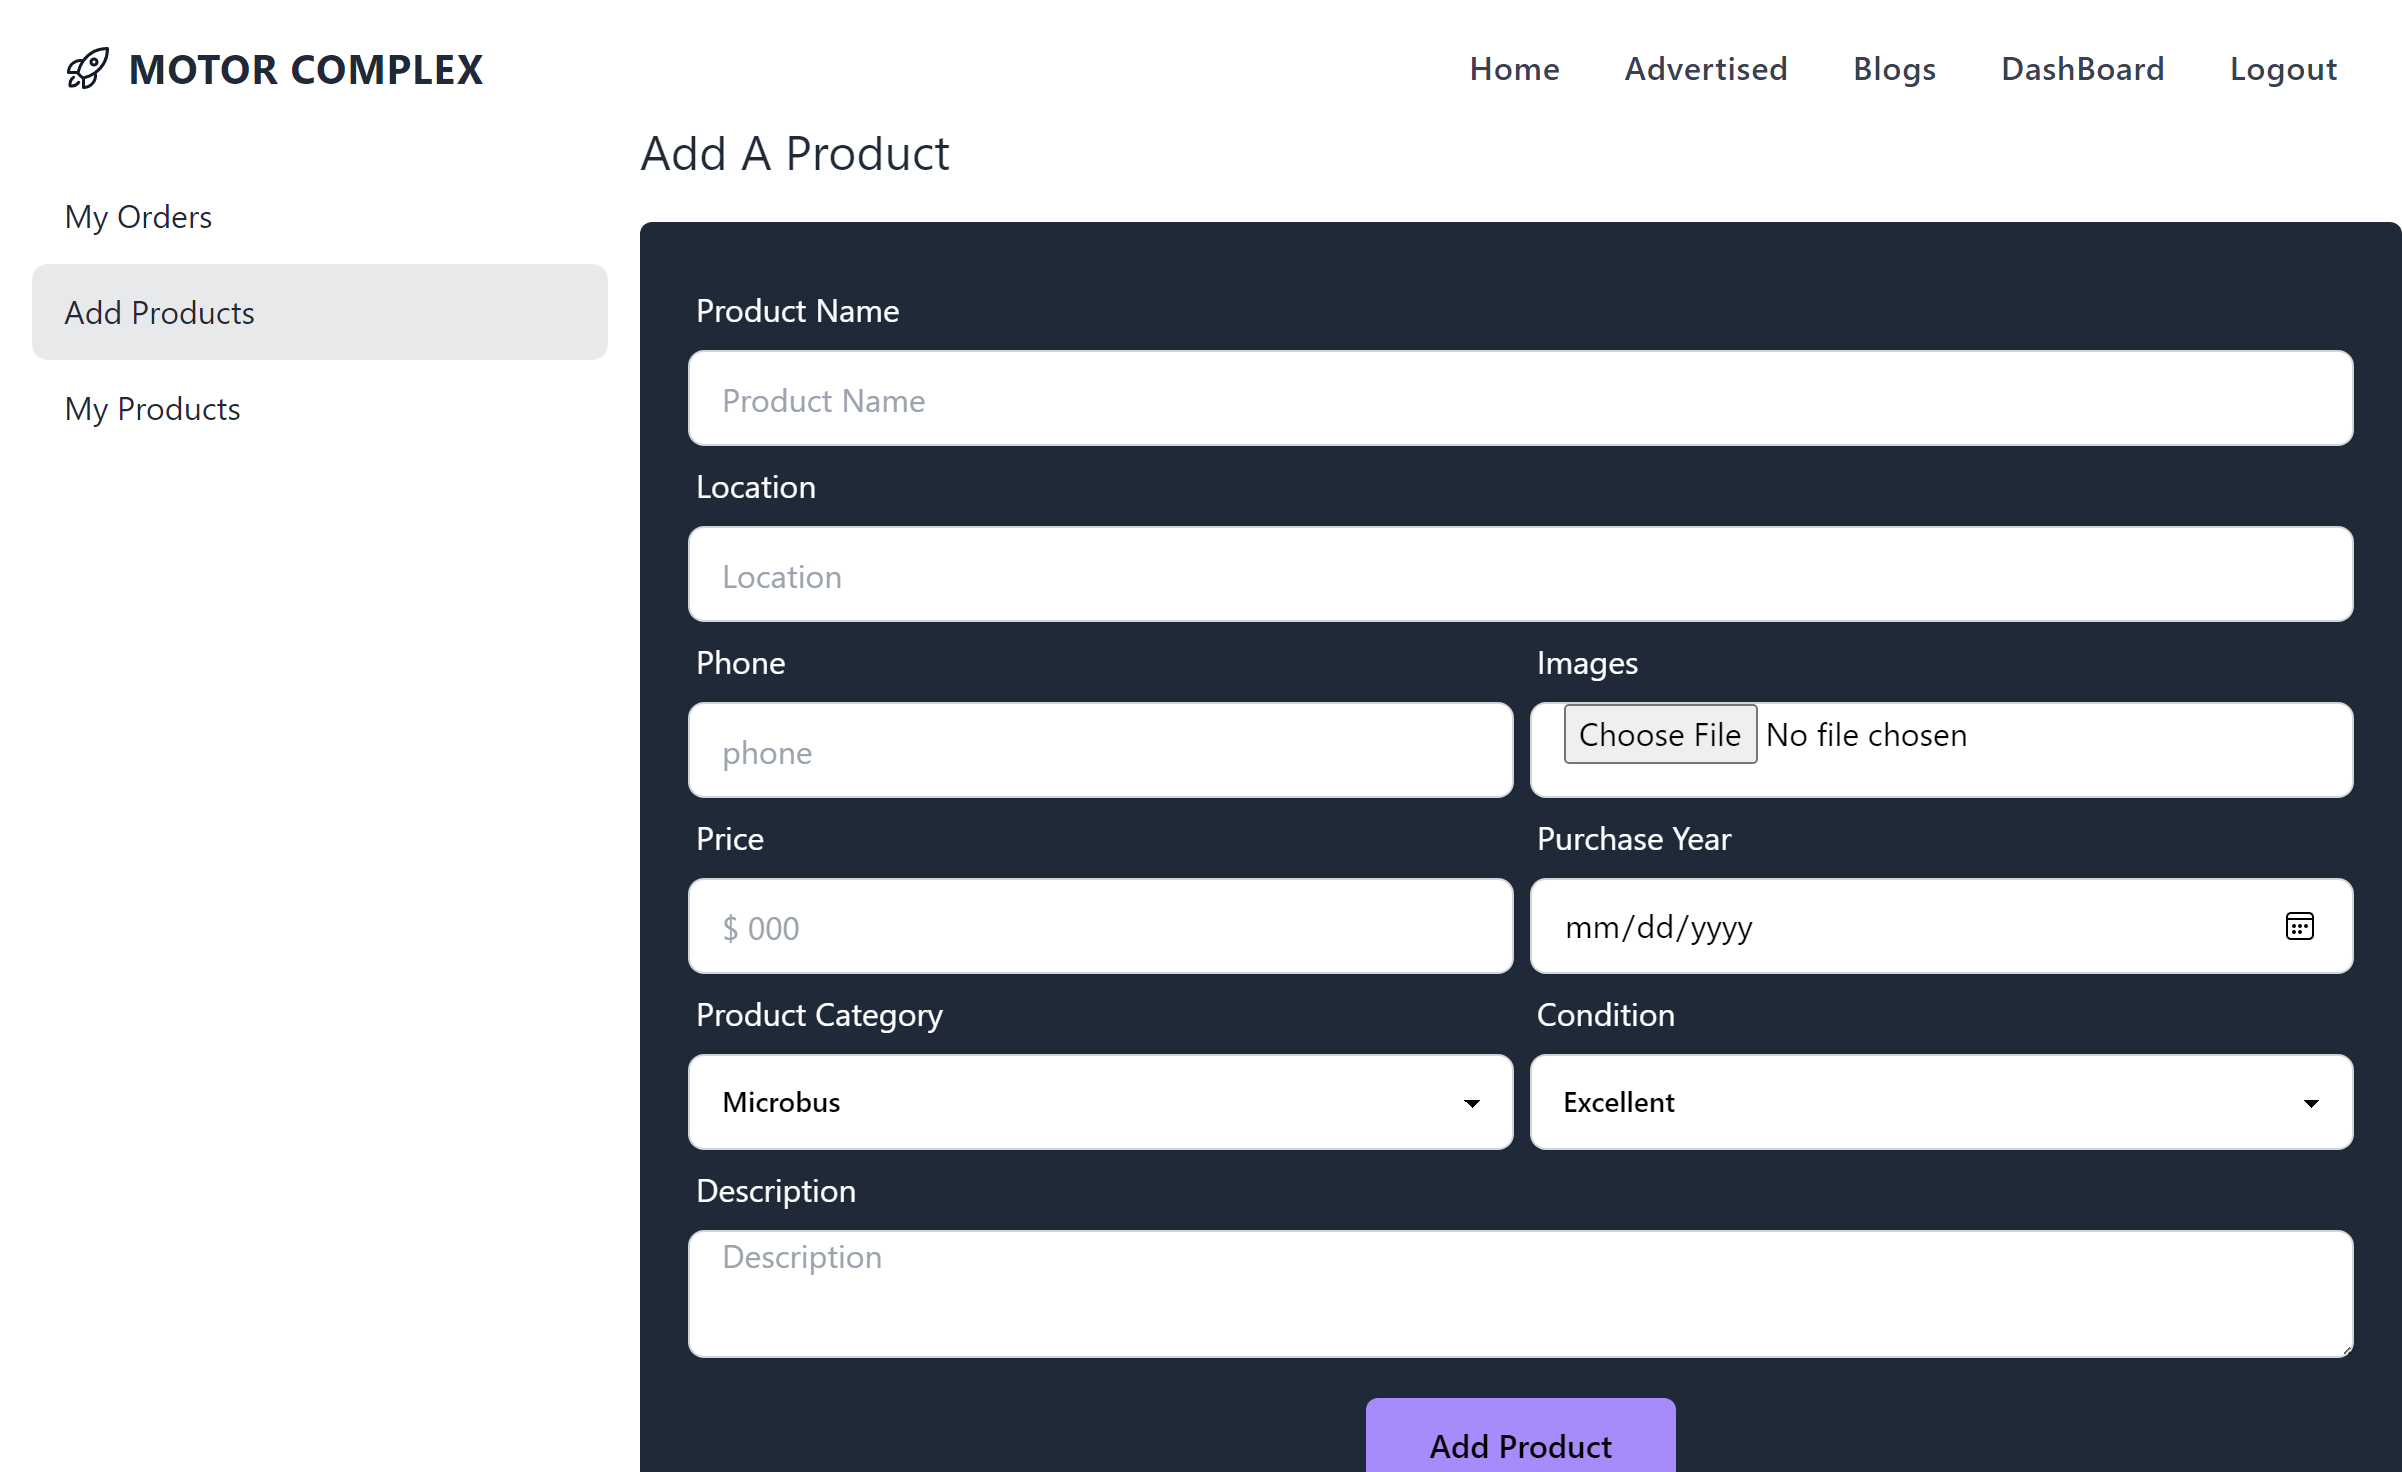 MOTOR COMPLEX
Home Advertised Blogs DashBoard Logout
My Orders
Add Products
My Products
Add A Product
Product Name
Product Name
Location
Location
Phone Images
phone Choose File No file chosen
Price Purchase Year
$ 000 mm/dd/yyyy
Product Category Condition
Microbus Excellent
Description
Description
Add Product